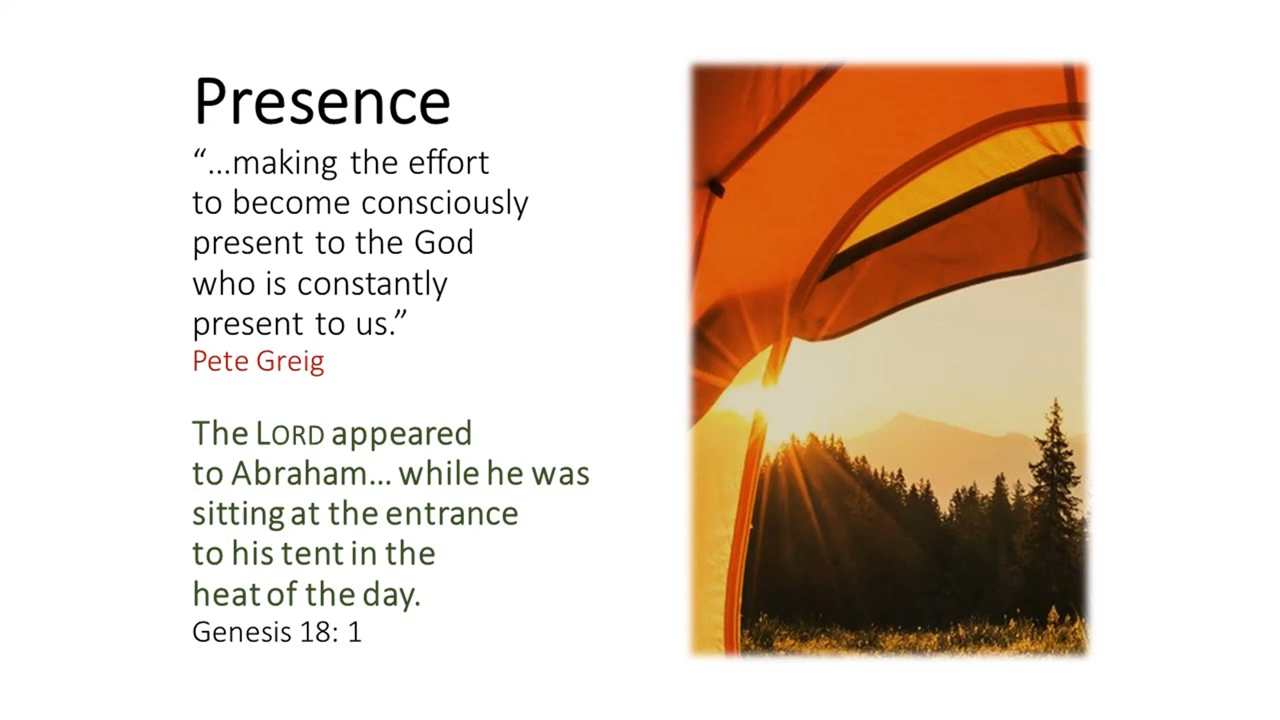 Presence
“…making the effort
to become consciously
present to the God
who is constantly
present to us.”
Pete Greig
The LORD appeared
to Abraham… while he was
sitting at the entrance
to his tent in the
heat of the day.
Genesis 18: 1